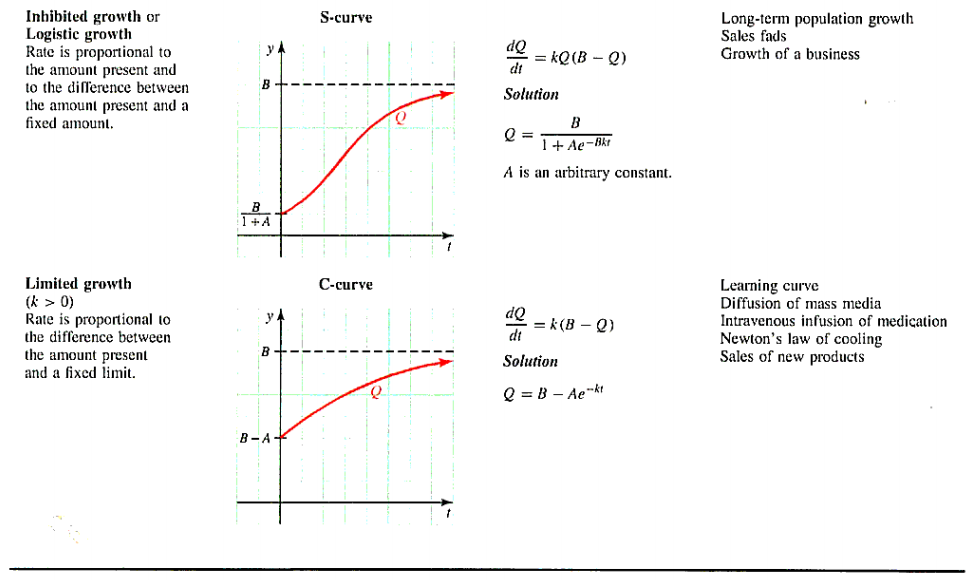 Inhibited growth or
Logistic growth
Rate is proportional to
the amount present and
to the difference between
the amount present and a
fixed amount.
S-curve
y
B
Q
B
1 + A
t
dQ/dt = kQ(B − Q)
Solution
Q = B / (1 + Ae^−Bkt)
A is an arbitrary constant.
Long-term population growth
Sales fads
Growth of a business
Limited growth
(k > 0)
Rate is proportional to
the difference between
the amount present
and a fixed limit.
C-curve
y
B
Q
B − A
t
dQ/dt = k(B − Q)
Solution
Q = B − Ae^−kt
Learning curve
Diffusion of mass media
Intravenous infusion of medication
Newton's law of cooling
Sales of new products